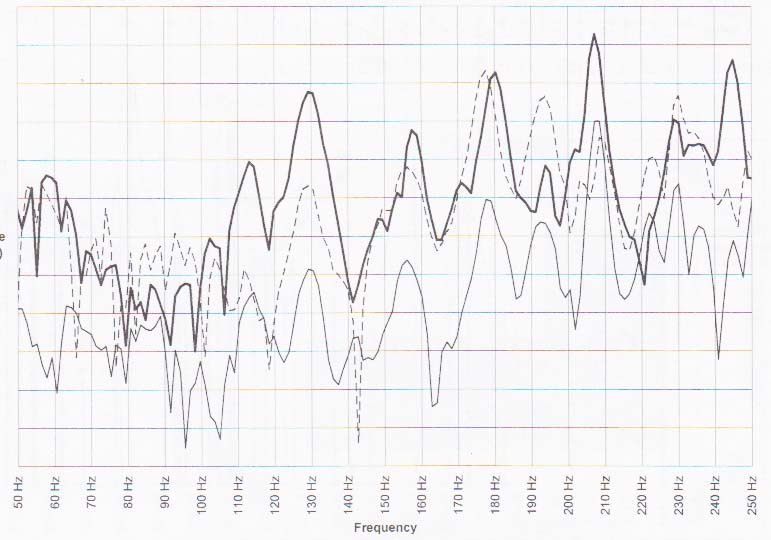 e
)
50 Hz
60 Hz
70 Hz
80 Hz
90 Hz
100 Hz
110 Hz
120 Hz
130 Hz
140 Hz
150 Hz
160 Hz
170 Hz
180 Hz
190 Hz
200 Hz
210 Hz
220 Hz
230 Hz
240 Hz
250 Hz
Frequency